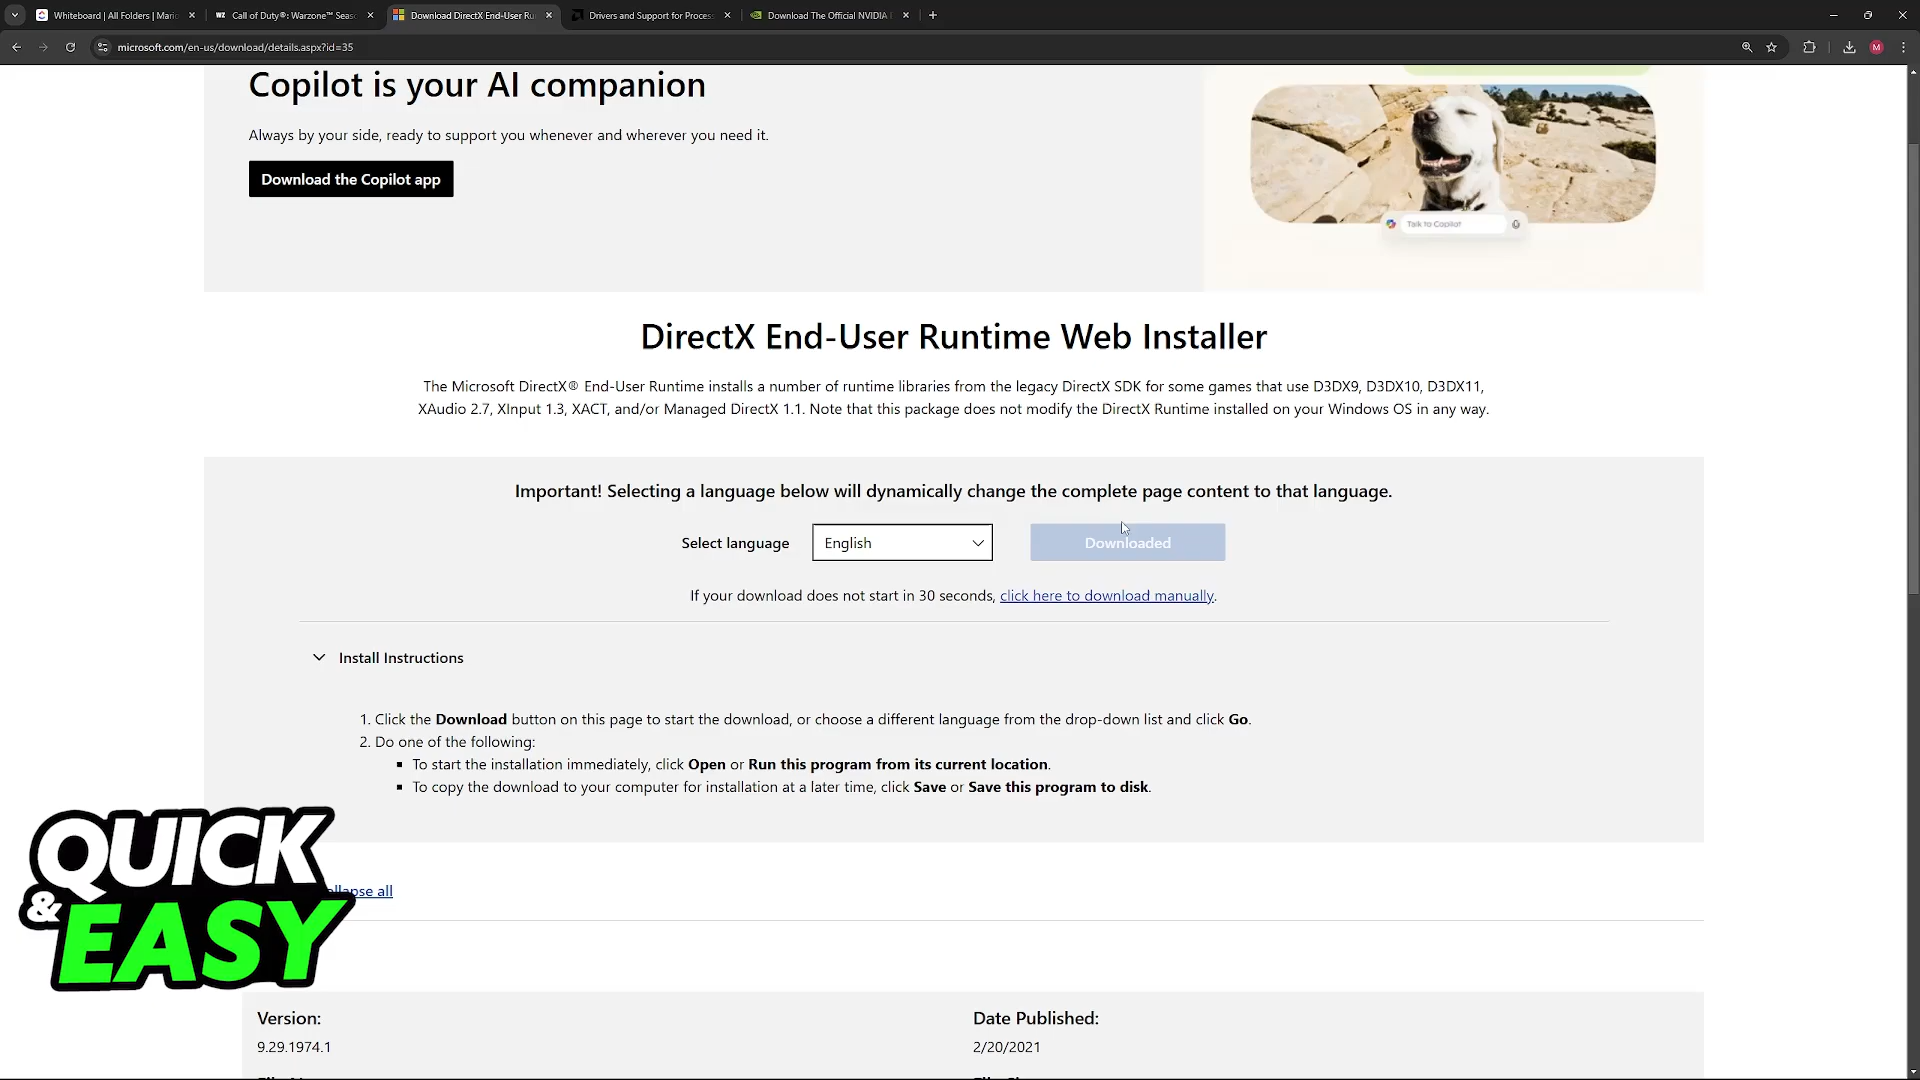 Whiteboard | All Folders | Mario
Call of Duty®: Warzone™ Seas
Download DirectX End-User Ru
Drivers and Support for Process
Download The Official NVIDIA
microsoft.com/en-us/download/details.aspx?id=35
M
Copilot is your AI companion
Always by your side, ready to support you whenever and wherever you need it.
Download the Copilot app
Talk to Copilot
DirectX End-User Runtime Web Installer
The Microsoft DirectX® End-User Runtime installs a number of runtime libraries from the legacy DirectX SDK for some games that use D3DX9, D3DX10, D3DX11,
XAudio 2.7, XInput 1.3, XACT, and/or Managed DirectX 1.1. Note that this package does not modify the DirectX Runtime installed on your Windows OS in any way.
Important! Selecting a language below will dynamically change the complete page content to that language.
Select language
English
Downloaded
If your download does not start in 30 seconds, click here to download manually.
Install Instructions
1. Click the Download button on this page to start the download, or choose a different language from the drop-down list and click Go.
2. Do one of the following:
▪ To start the installation immediately, click Open or Run this program from its current location.
▪ To copy the download to your computer for installation at a later time, click Save or Save this program to disk.
QUICK
& EASY
ollapse all
Version:
9.29.1974.1
Date Published:
2/20/2021